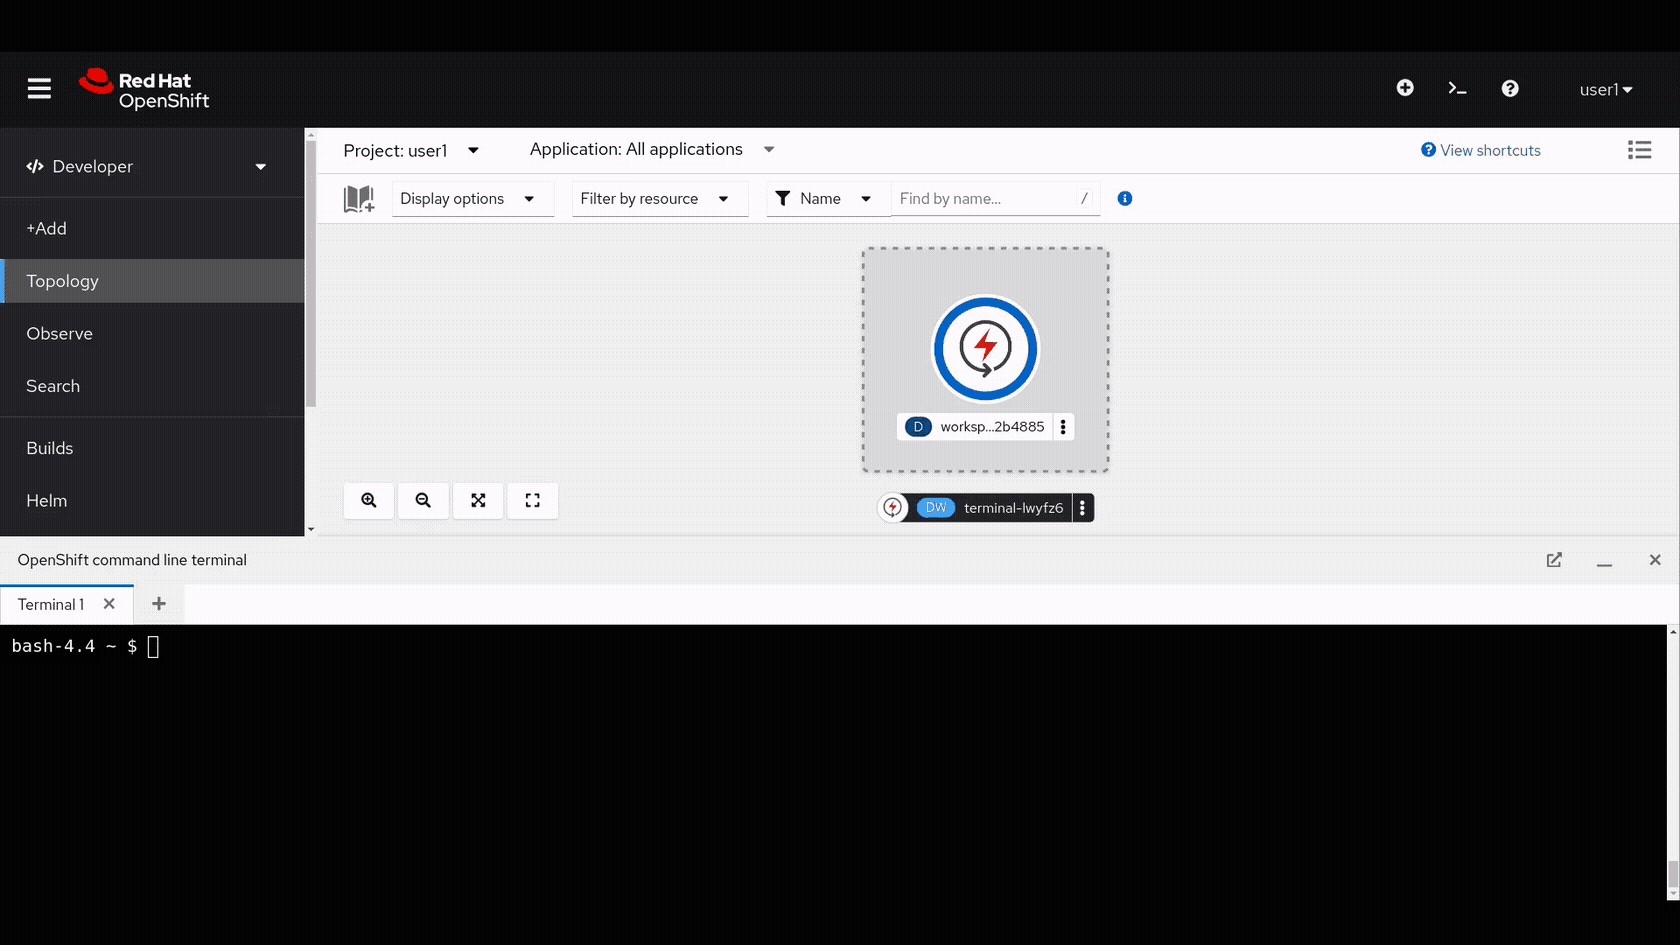 Red Hat
OpenShift
user1
Developer
+Add
Topology
Observe
Search
Builds
Helm
Project: user1
Application: All applications
View shortcuts
Display options
Filter by resource
Name
Find by name...
/
D
worksp...2b4885
DW
terminal-lwyfz6
OpenShift command line terminal
Terminal 1
bash-4.4 ~ $